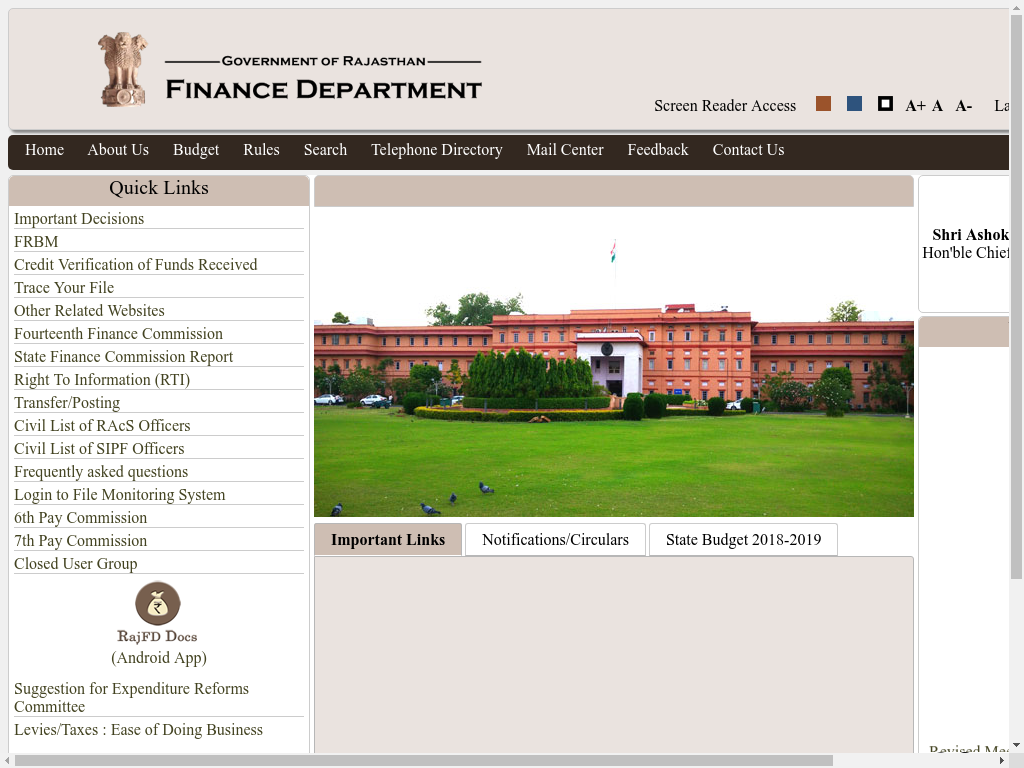 Government of Rajasthan
Finance Department
Screen Reader Access A+ A A-
Home About Us Budget Rules Search Telephone Directory Mail Center Feedback Contact Us
Quick Links
Important Decisions
FRBM
Credit Verification of Funds Received
Trace Your File
Other Related Websites
Fourteenth Finance Commission
State Finance Commission Report
Right To Information (RTI)
Transfer/Posting
Civil List of RAcS Officers
Civil List of SIPF Officers
Frequently asked questions
Login to File Monitoring System
6th Pay Commission
7th Pay Commission
Closed User Group
RajFD Docs
(Android App)
Suggestion for Expenditure Reforms
Committee
Levies/Taxes : Ease of Doing Business
Important Links Notifications/Circulars State Budget 2018-2019
Shri Ashok
Hon'ble Chief
Revised